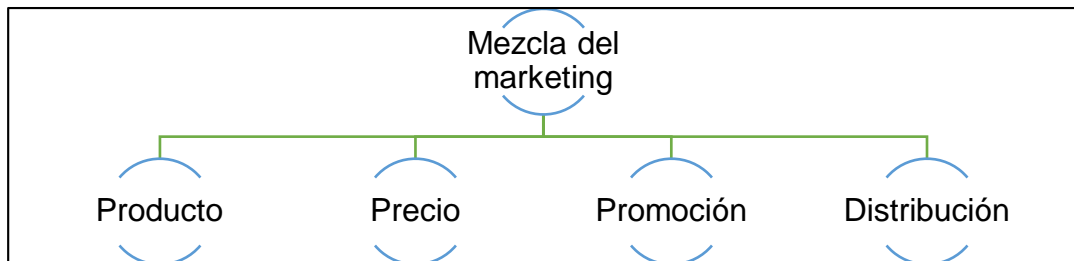 Mezcla del
marketing
Producto
Precio
Promoción
Distribución